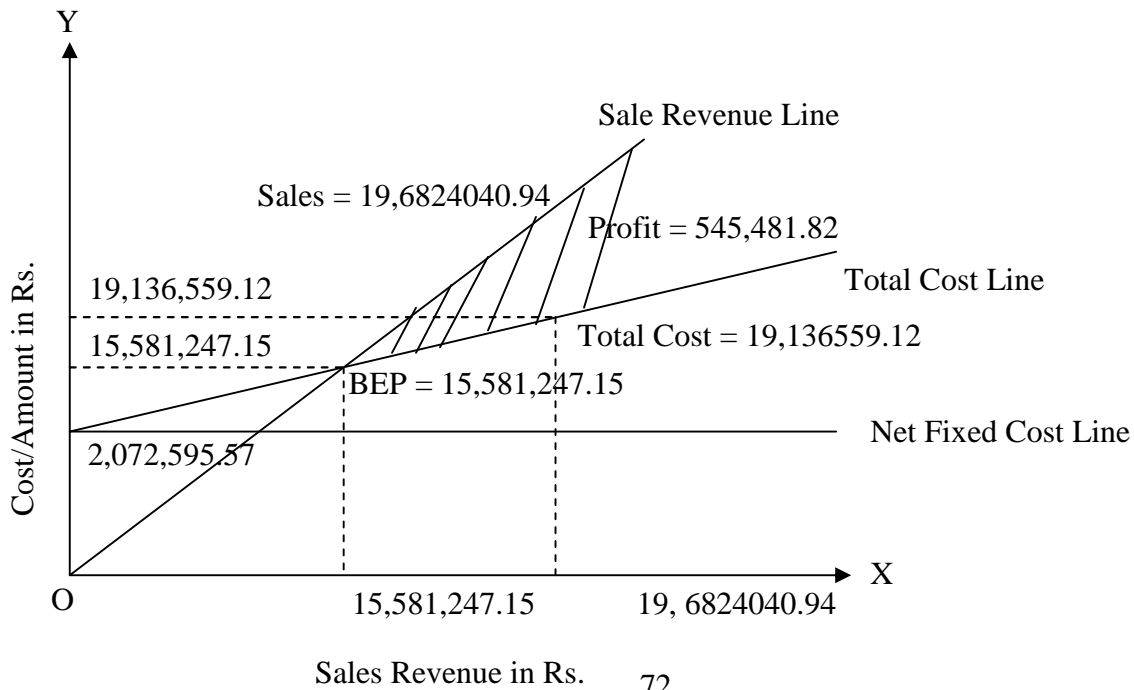 Y
Sale Revenue Line
Sales = 19,6824040.94
Profit = 545,481.82
Total Cost Line
19,136,559.12
Total Cost = 19,136559.12
15,581,247.15
BEP = 15,581,247.15
Net Fixed Cost Line
2,072,595.57
Cost/Amount in Rs.
X
O
15,581,247.15
19, 6824040.94
Sales Revenue in Rs.
72